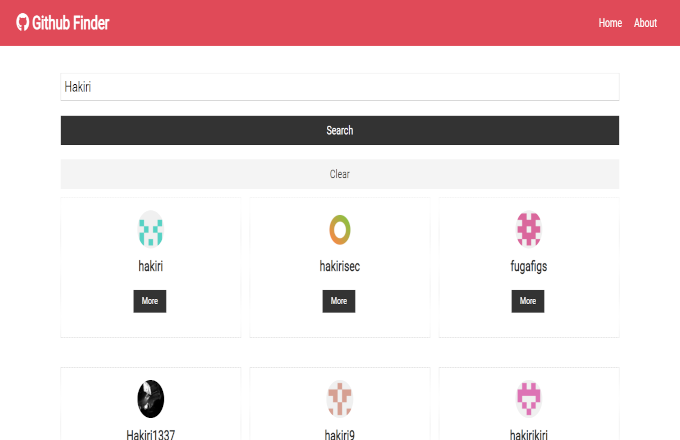 Github Finder
Home About
Hakiri
Search
Clear
hakiri hakirisec fugafigs
More More More
Hakiri1337 hakiri9 hakirikiri